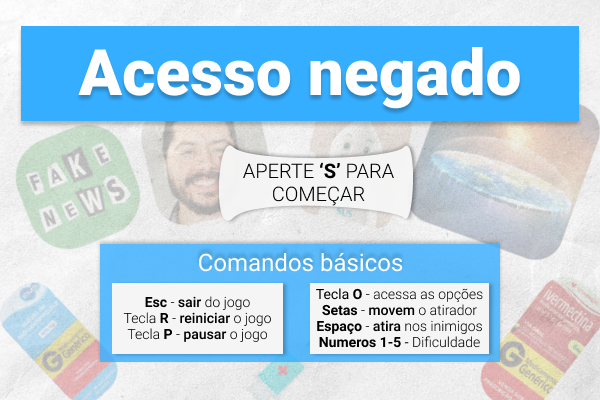 Acesso negado
FAKE
NEWS
APERTE ‘S’ PARA
COMEÇAR
Comandos básicos
Esc - sair do jogo
Tecla R - reiniciar o jogo
Tecla P - pausar o jogo
Tecla O - acessa as opções
Setas - movem o atirador
Espaço - atira nos inimigos
Numeros 1-5 - Dificuldade
ivermectina
G
Genérico
G